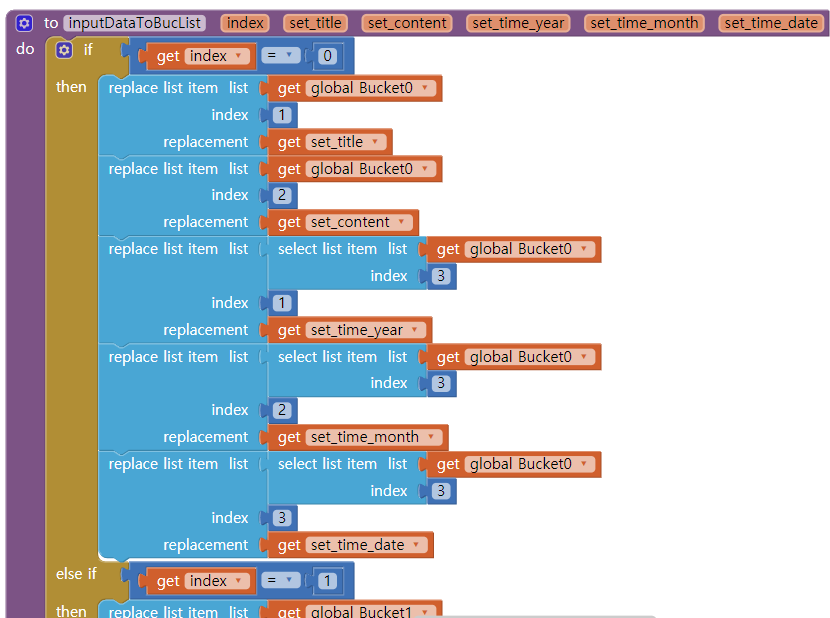 to inputDataToBucList index set_title set_content set_time_year set_time_month set_time_date
do if get index = 0
then replace list item list get global Bucket0
index 1
replacement get set_title
replace list item list get global Bucket0
index 2
replacement get set_content
replace list item list select list item list get global Bucket0
index 3
index 1
replacement get set_time_year
replace list item list select list item list get global Bucket0
index 3
index 2
replacement get set_time_month
replace list item list select list item list get global Bucket0
index 3
index 3
replacement get set_time_date
else if get index = 1
then replace list item list get global Bucket1